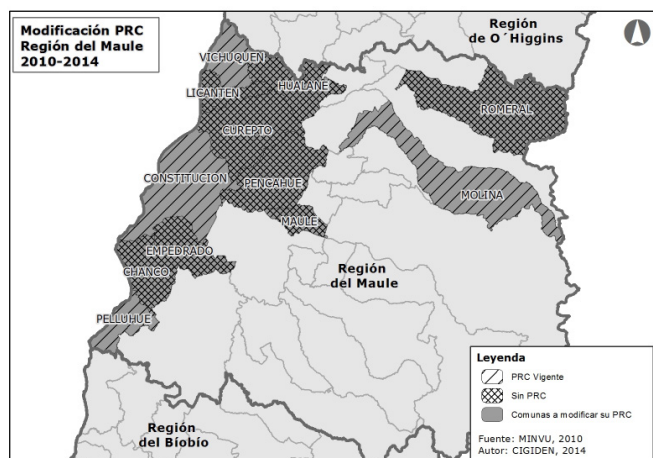 Modificación PRC
Región del Maule
2010-2014
Región
de O´Higgins
VICHUQUEN
HUALAÑE
LICANTEN
ROMERAL
CUREPTO
CONSTITUCION
PENCAHUE
MOLINA
MAULE
EMPEDRADO
CHANCO
Región
del Maule
PELLUHUE
Región
del Bíobío
Leyenda
PRC Vigente
Sin PRC
Comunas a modificar su PRC
Fuente: MINVU, 2010
Autor: CIGIDEN, 2014